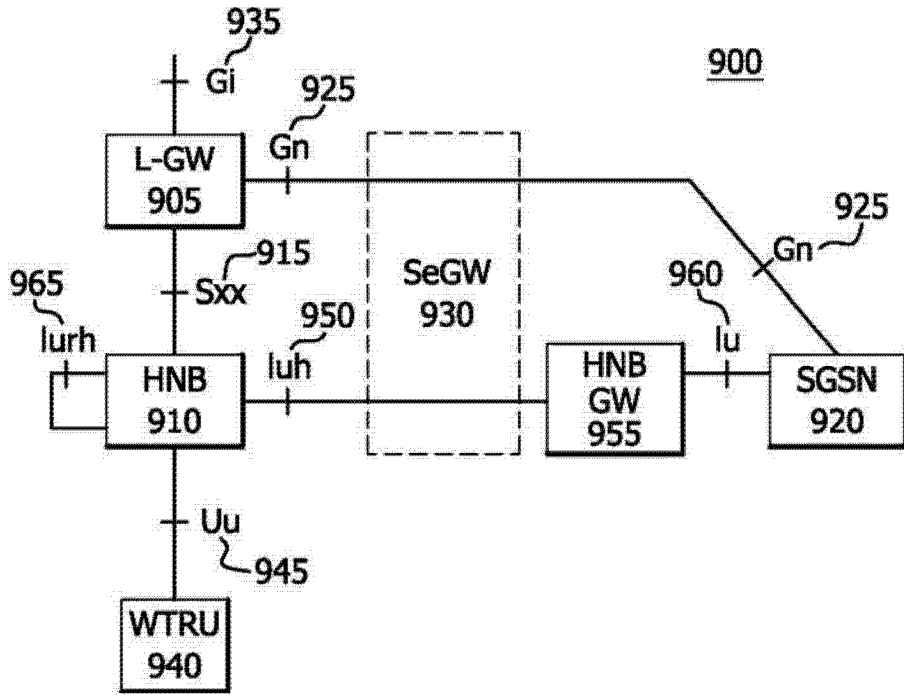 935
Gi
900
925
Gn
L-GW
905
925
Gn
915
Sxx
SeGW
930
960
Iu
965
Iurh
950
Iuh
HNB
910
HNB
GW
955
SGSN
920
Uu
945
WTRU
940